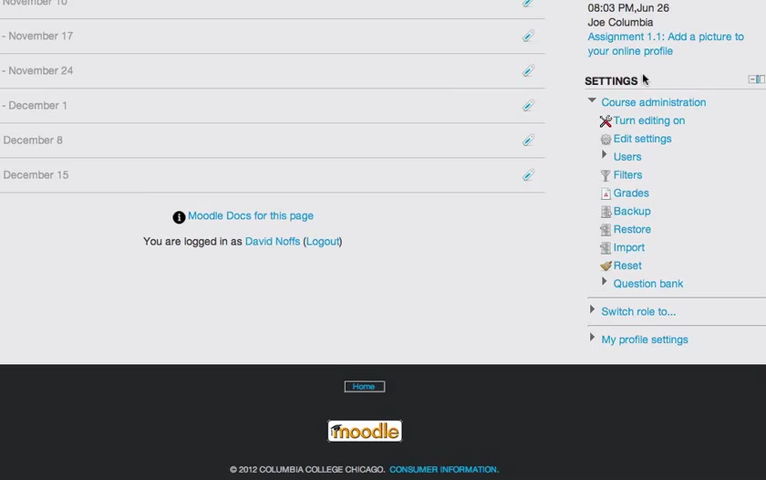 November 10
- November 17
- November 24
- December 1
December 8
December 15
Moodle Docs for this page
You are logged in as David Noffs (Logout)
08:03 PM,Jun 26
Joe Columbia
Assignment 1.1: Add a picture to
your online profile
SETTINGS
Course administration
Turn editing on
Edit settings
Users
Filters
Grades
Backup
Restore
Import
Reset
Question bank
Switch role to...
My profile settings
Home
moodle
© 2012 COLUMBIA COLLEGE CHICAGO. CONSUMER INFORMATION.